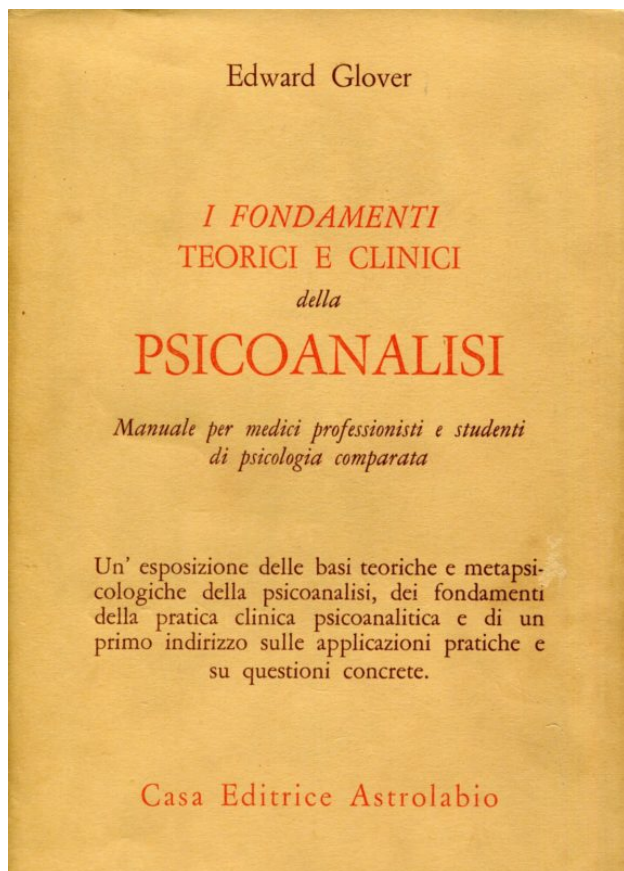 Edward Glover
I FONDAMENTI
TEORICI E CLINICI
della
PSICOANALISI
Manuale per medici professionisti e studenti
di psicologia comparata
Un' esposizione delle basi teoriche e metapsi-
cologiche della psicoanalisi, dei fondamenti
della pratica clinica psicoanalitica e di un
primo indirizzo sulle applicazioni pratiche e
su questioni concrete.
Casa Editrice Astrolabio